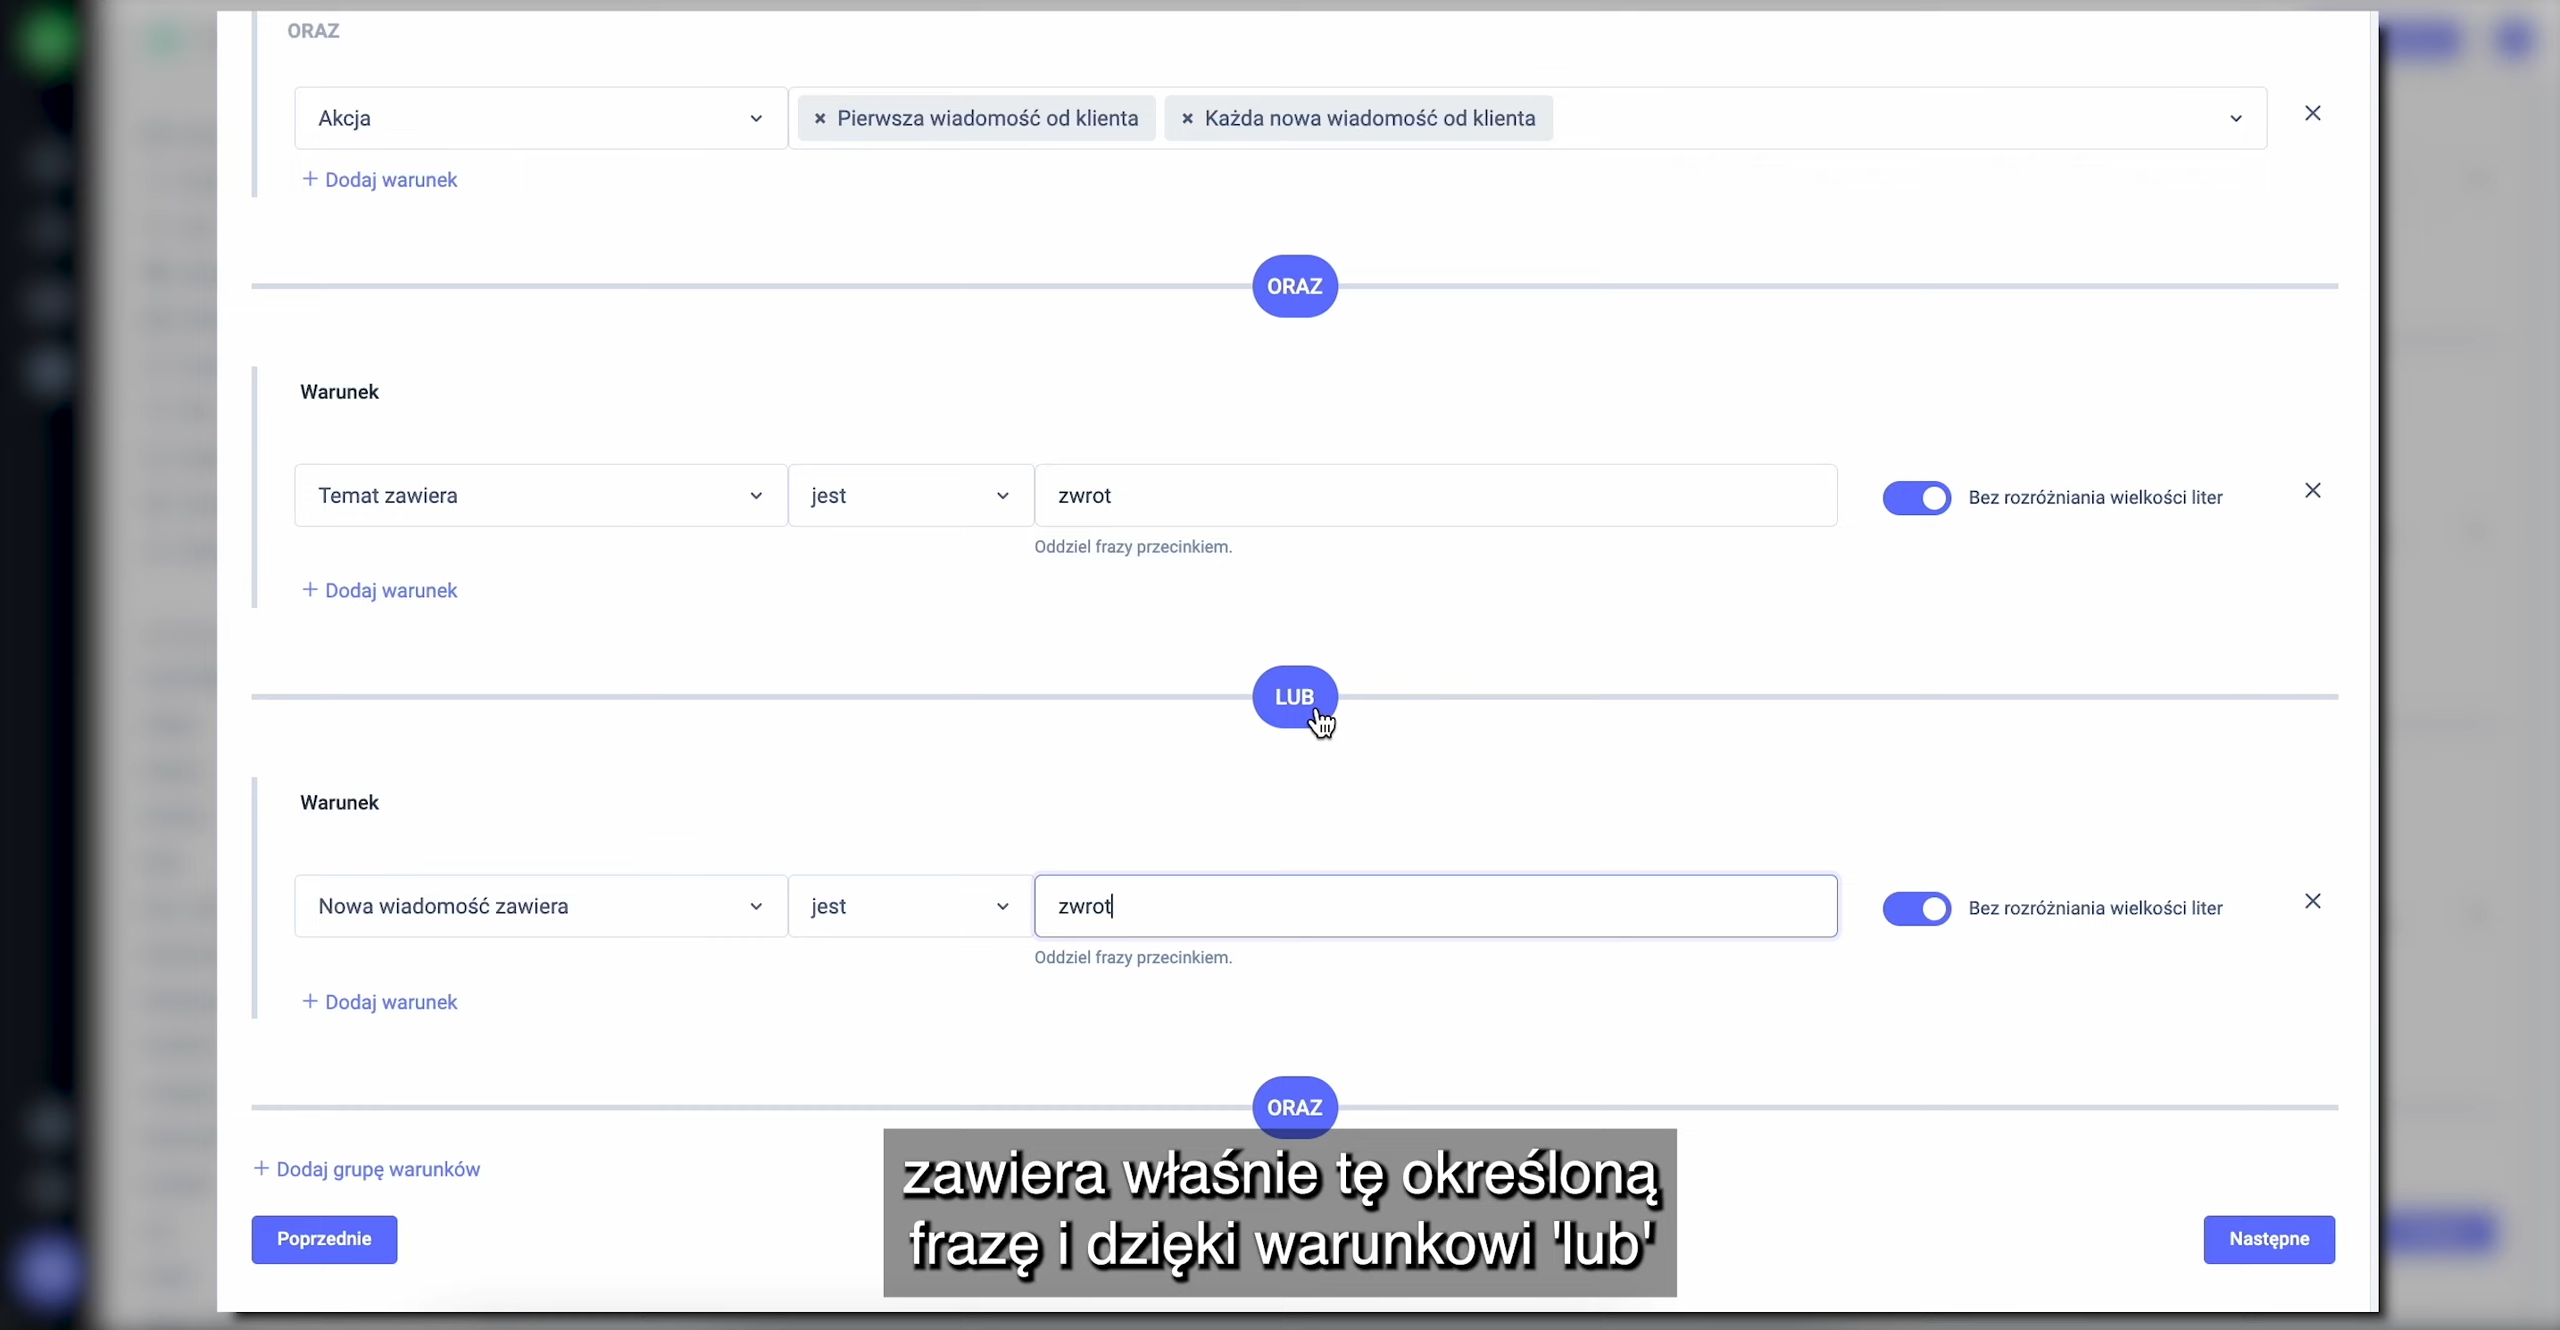 ORAZ
Akcja × Pierwsza wiadomość od klienta × Każda nowa wiadomość od klienta
+ Dodaj warunek
ORAZ
Warunek
Temat zawiera jest zwrot Bez rozróżniania wielkości liter
Oddziel frazy przecinkiem.
+ Dodaj warunek
LUB
Warunek
Nowa wiadomość zawiera jest zwrot Bez rozróżniania wielkości liter
Oddziel frazy przecinkiem.
+ Dodaj warunek
ORAZ
+ Dodaj grupę warunków
Poprzednie Następne
zawiera właśnie tę określoną
frazę i dzięki warunkowi 'lub'